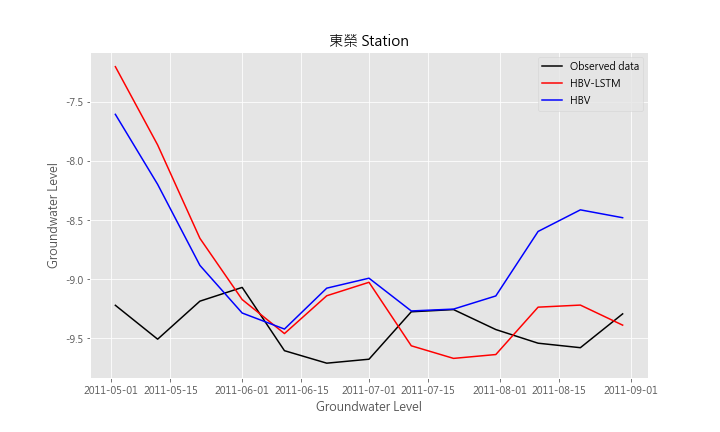 東榮 Station
Observed data
HBV-LSTM
HBV
-7.5
-8.0
-8.5
-9.0
-9.5
Groundwater Level
2011-05-01 2011-05-15 2011-06-01 2011-06-15 2011-07-01 2011-07-15 2011-08-01 2011-08-15 2011-09-01
Groundwater Level